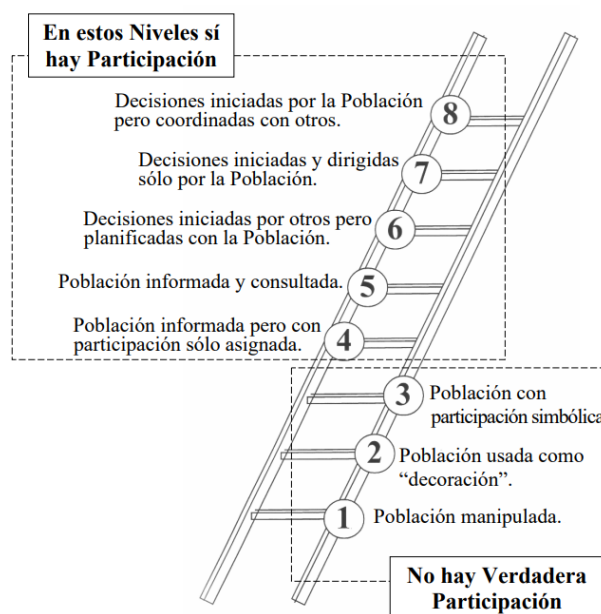 En estos Niveles sí
hay Participación
Decisiones iniciadas por la Población
pero coordinadas con otros.
8
Decisiones iniciadas y dirigidas
sólo por la Población.
7
Decisiones iniciadas por otros pero
planificadas con la Población.
6
Población informada y consultada.
5
Población informada pero con
participación sólo asignada.
4
3
Población con
participación simbólica
2
Población usada como
“decoración”.
1
Población manipulada.
No hay Verdadera
Participación